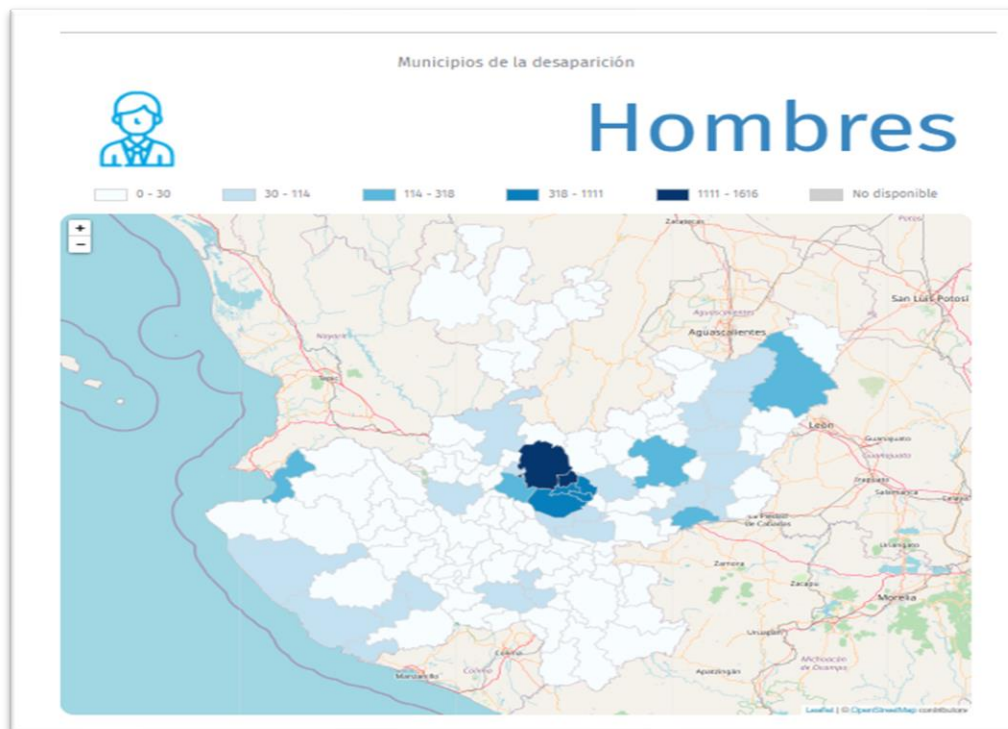 Municipios de la desaparición
Hombres
0 - 30
30 - 114
114 - 318
318 - 1111
1111 - 1616
No disponible
+
−
Zacatecas
Potosí
San Luis Potosí
Aguascalientes
Aguascalientes
Nayarit
Tepic
León
Guanajuato
Guanajuato
Irapuato
Salamanca
Celaya
La Piedad
de Cabadas
Uriangato
Zamora
Zacapu
Morelia
Uruapan
Colima
Colima
Manzanillo
Apatzingán
Michoacán
de Ocampo
Leaflet | © OpenStreetMap contributors